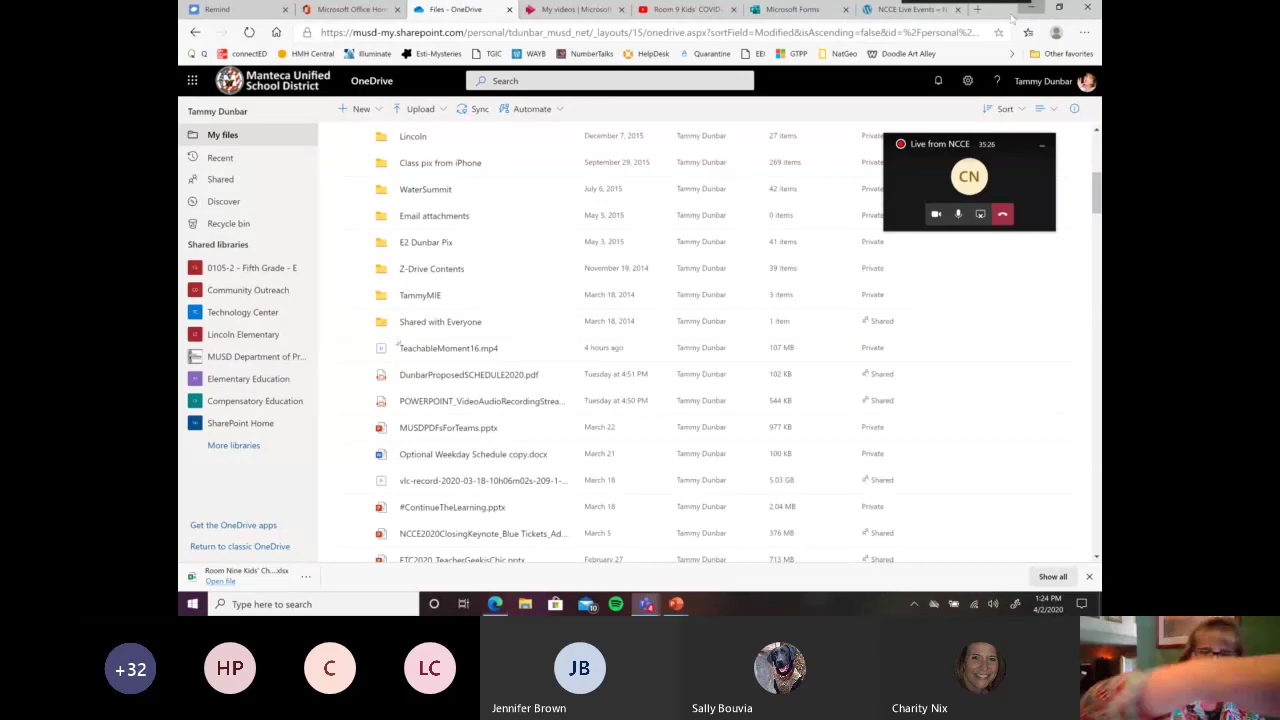 Remind
Microsoft Office Hom
Files - OneDrive
My videos | Microsoft
Room 9 Kids' COVID-
Microsoft Forms
NCCE Live Events « N
https://musd-my.sharepoint.com/personal/tdunbar_musd_net/_layouts/15/onedrive.aspx?sortField=Modified&isAscending=false&id=%2Fpersonal%2...
Q
connectED
HMH Central
Illuminate
Esti-Mysteries
TGIC
WAYB
NumberTalks
HelpDesk
Quarantine
EEI
GTPP
NatGeo
Doodle Art Alley
Other favorites
Manteca Unified
School District
OneDrive
Search
Tammy Dunbar
Tammy Dunbar
New
Upload
Sync
Automate
Sort
My files
Recent
Shared
Discover
Recycle bin
Shared libraries
0105-2 - Fifth Grade - E
Community Outreach
Technology Center
Lincoln Elementary
MUSD Department of Pr...
Elementary Education
Compensatory Education
SharePoint Home
More libraries
Get the OneDrive apps
Return to classic OneDrive
Lincoln December 7, 2015 Tammy Dunbar 27 items Private
Class pix from iPhone September 29, 2015 Tammy Dunbar 269 items Private
WaterSummit July 6, 2015 Tammy Dunbar 42 items Private
Email attachments May 5, 2015 Tammy Dunbar 0 items Private
E2 Dunbar Pix May 3, 2015 Tammy Dunbar 41 items Private
Z-Drive Contents November 19, 2014 Tammy Dunbar 39 items Private
TammyMIE March 18, 2014 Tammy Dunbar 3 items Private
Shared with Everyone March 18, 2014 Tammy Dunbar 1 item Shared
TeachableMoment16.mp4 4 hours ago Tammy Dunbar 107 MB Private
DunbarProposedSCHEDULE2020.pdf Tuesday at 4:51 PM Tammy Dunbar 102 KB Shared
POWERPOINT_VideoAudioRecordingStrea... Tuesday at 4:50 PM Tammy Dunbar 544 KB Shared
MUSDPDFsForTeams.pptx March 22 Tammy Dunbar 977 KB Private
Optional Weekday Schedule copy.docx March 21 Tammy Dunbar 100 KB Private
vlc-record-2020-03-18-10h06m02s-209-1-... March 18 Tammy Dunbar 5.03 GB Shared
#ContinueTheLearning.pptx March 18 Tammy Dunbar 2.04 MB Private
NCCE2020ClosingKeynote_Blue Tickets_Ad... March 5 Tammy Dunbar 376 MB Shared
ETC2020_TeacherGeekisChic.pptx February 27 Tammy Dunbar 713 MB Shared
Live from NCCE 35:26
CN
Room Nine Kids' Ch....xlsx
Open file
Show all
Type here to search
10
4
1:24 PM
4/2/2020
+32
HP
C
LC
JB
Jennifer Brown
Sally Bouvia
Charity Nix